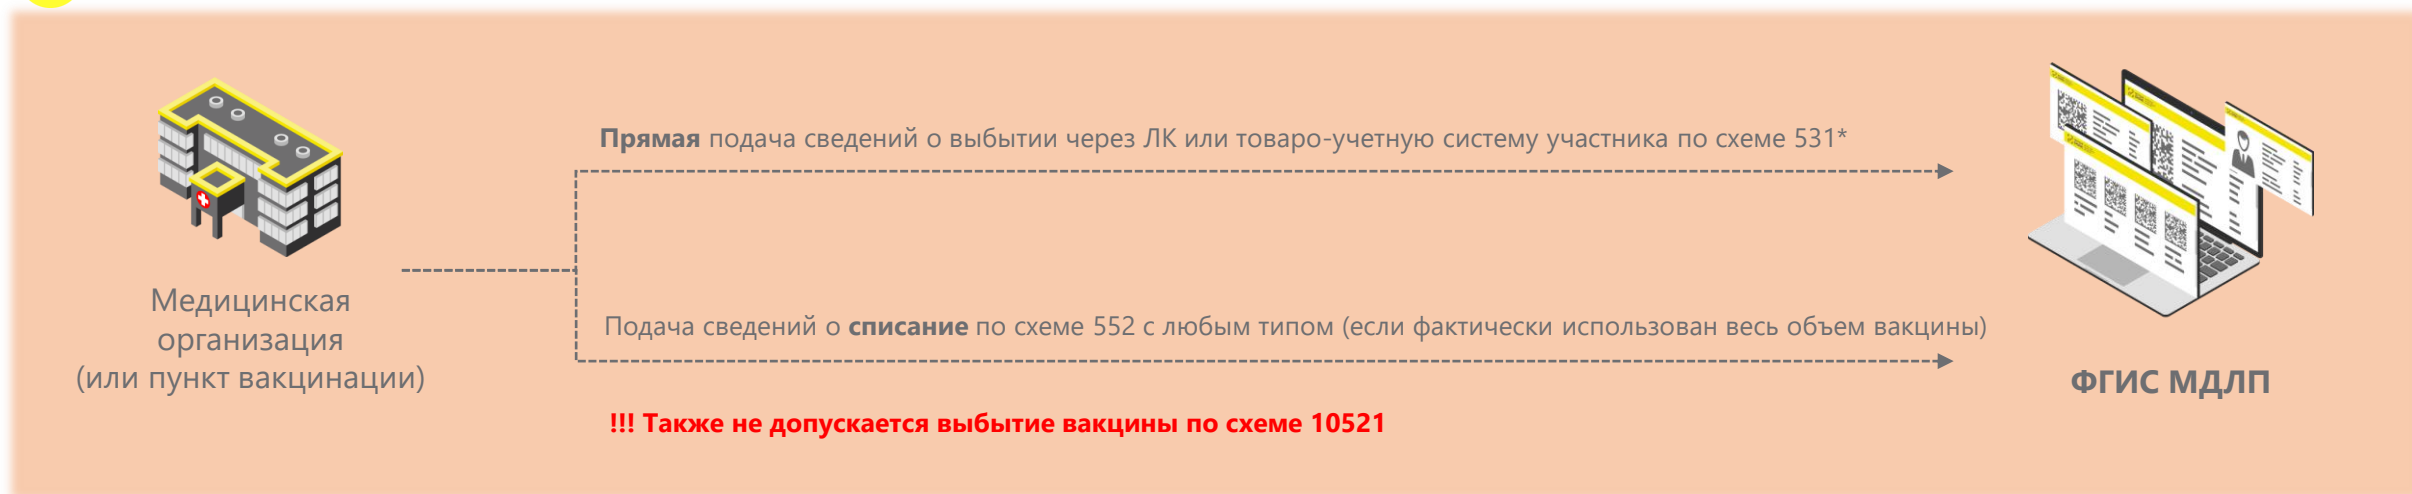 Прямая подача сведений о выбытии через ЛК или товаро-учетную систему участника по схеме 531*
Медицинская
организация
(или пункт вакцинации)
Подача сведений о списание по схеме 552 с любым типом (если фактически использован весь объем вакцины)
ФГИС МДЛП
!!! Также не допускается выбытие вакцины по схеме 10521